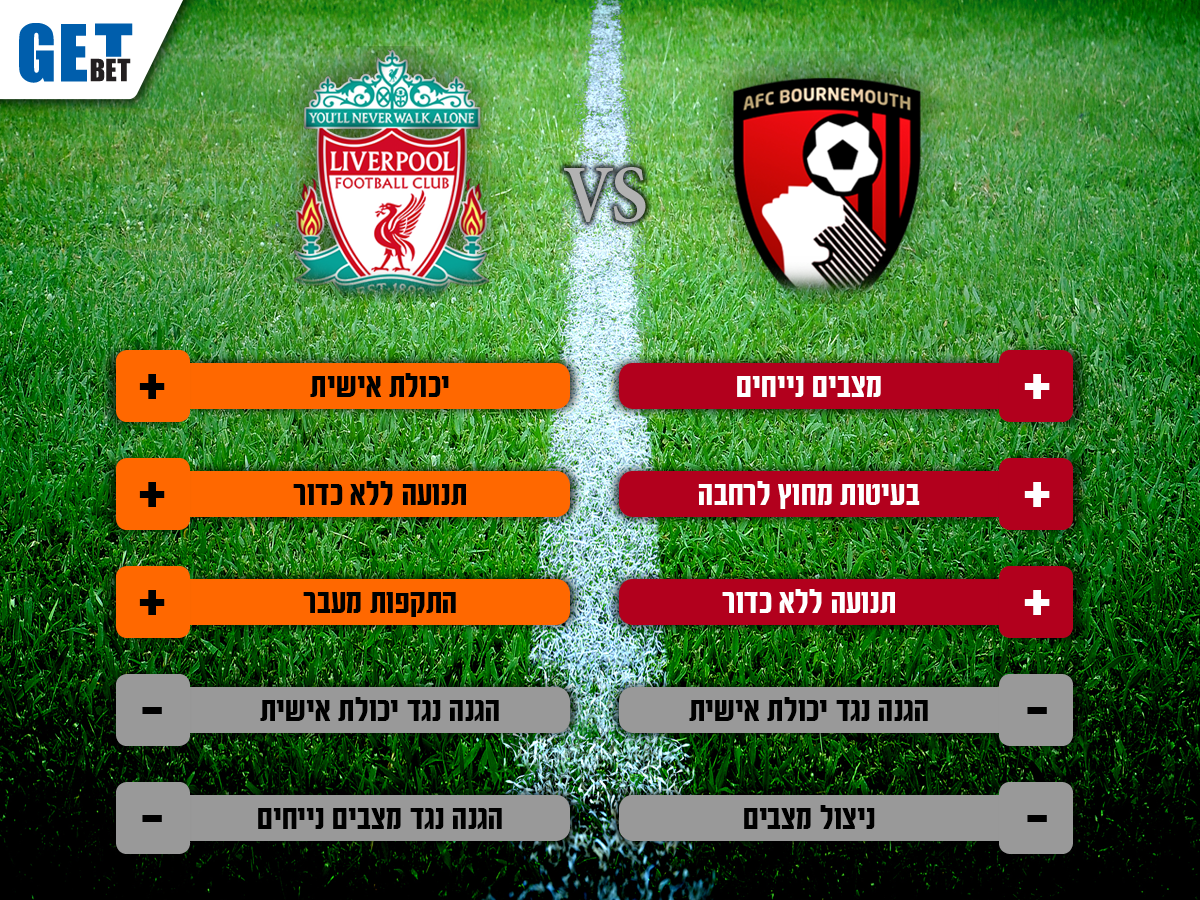 GET
BET
YOU'LL NEVER WALK ALONE
LIVERPOOL
FOOTBALL CLUB
EST·1892
AFC BOURNEMOUTH
VS
+ יכולת אישית
מצבים נייחים +
+ תנועה ללא כדור
בעיטות מחוץ לרחבה +
+ התקפות מעבר
תנועה ללא כדור +
- הגנה נגד יכולת אישית
הגנה נגד יכולת אישית -
- הגנה נגד מצבים נייחים
ניצול מצבים -